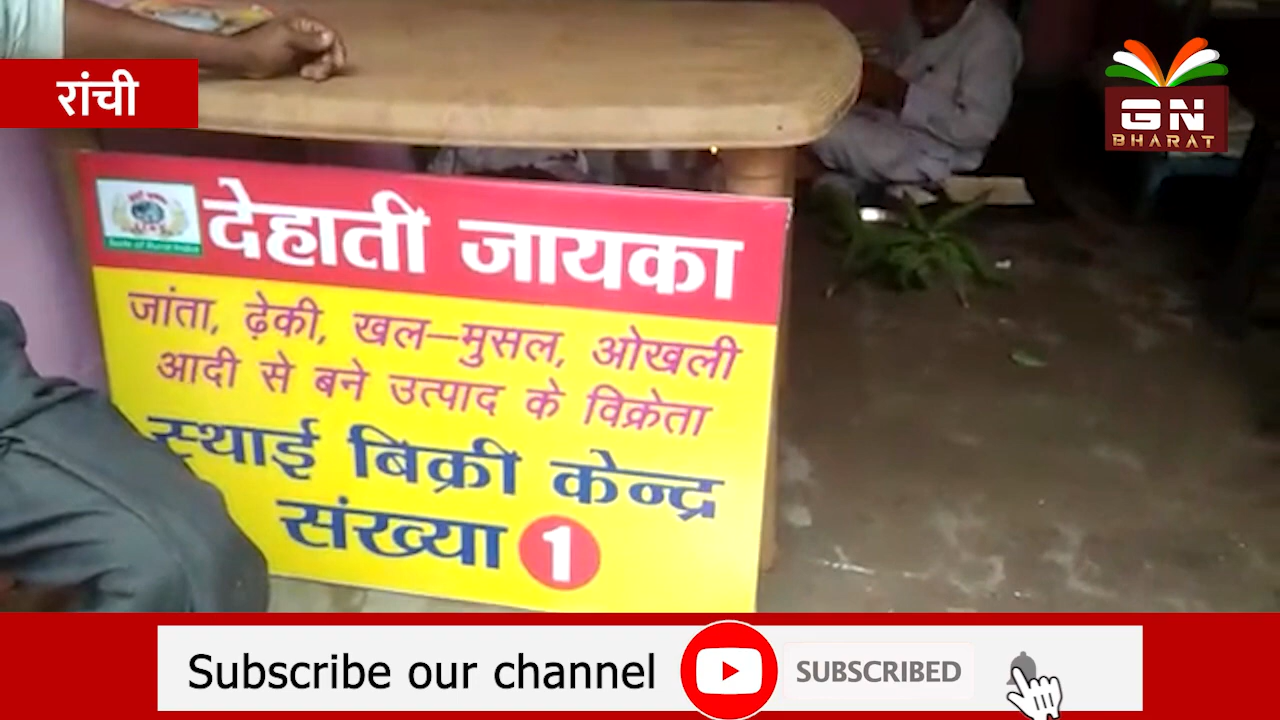 रांची
GN
BHARAT
देहाती जायका
जांता, ढ़ेकी, खल–मुसल, ओखली
आदी से बने उत्पाद के विक्रेता
स्थाई बिक्री केन्द्र
संख्या 1
Subscribe our channel
SUBSCRIBED